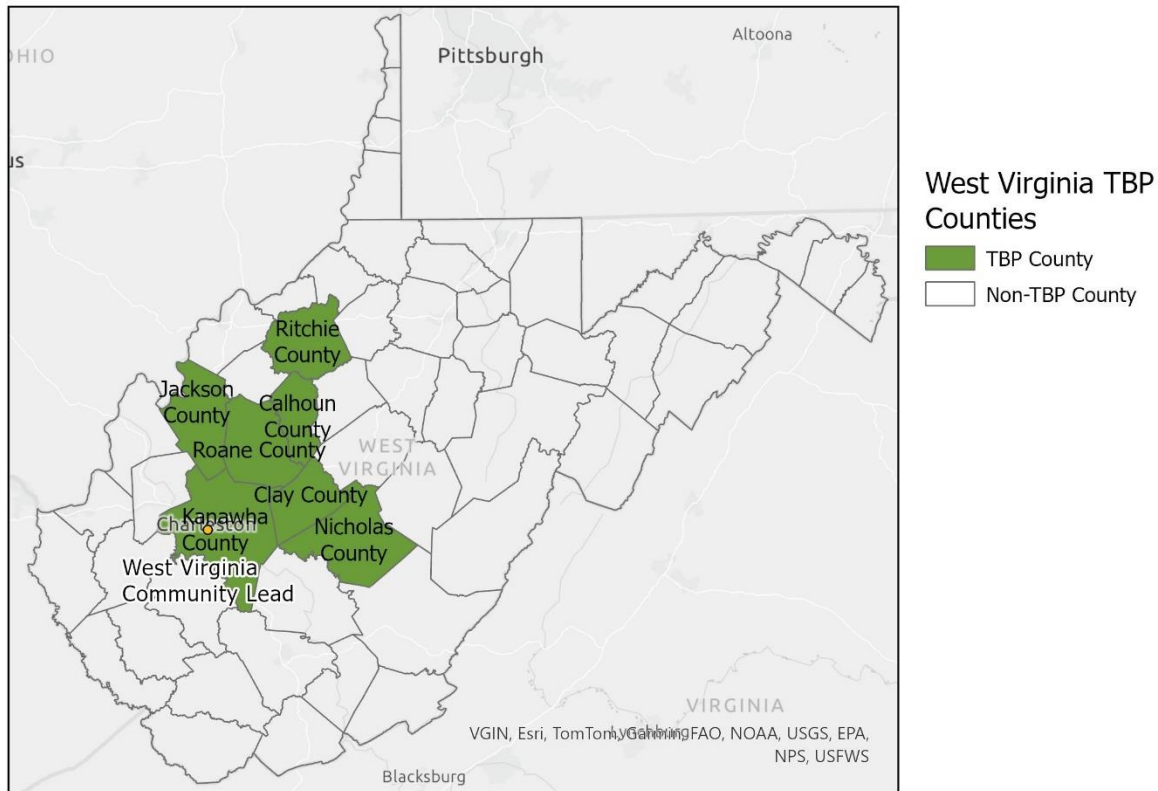 OHIO
Pittsburgh
Altoona
us
Ritchie
County
Jackson
County
Calhoun
County
Roane County
WEST
VIRGINIA
Clay County
Kanawha
County
Charleston
Nicholas
County
West Virginia
Community Lead
VIRGINIA
Lynchburg
VGIN, Esri, TomTom, Garmin, FAO, NOAA, USGS, EPA,
NPS, USFWS
Blacksburg
West Virginia TBP
Counties
TBP County
Non-TBP County